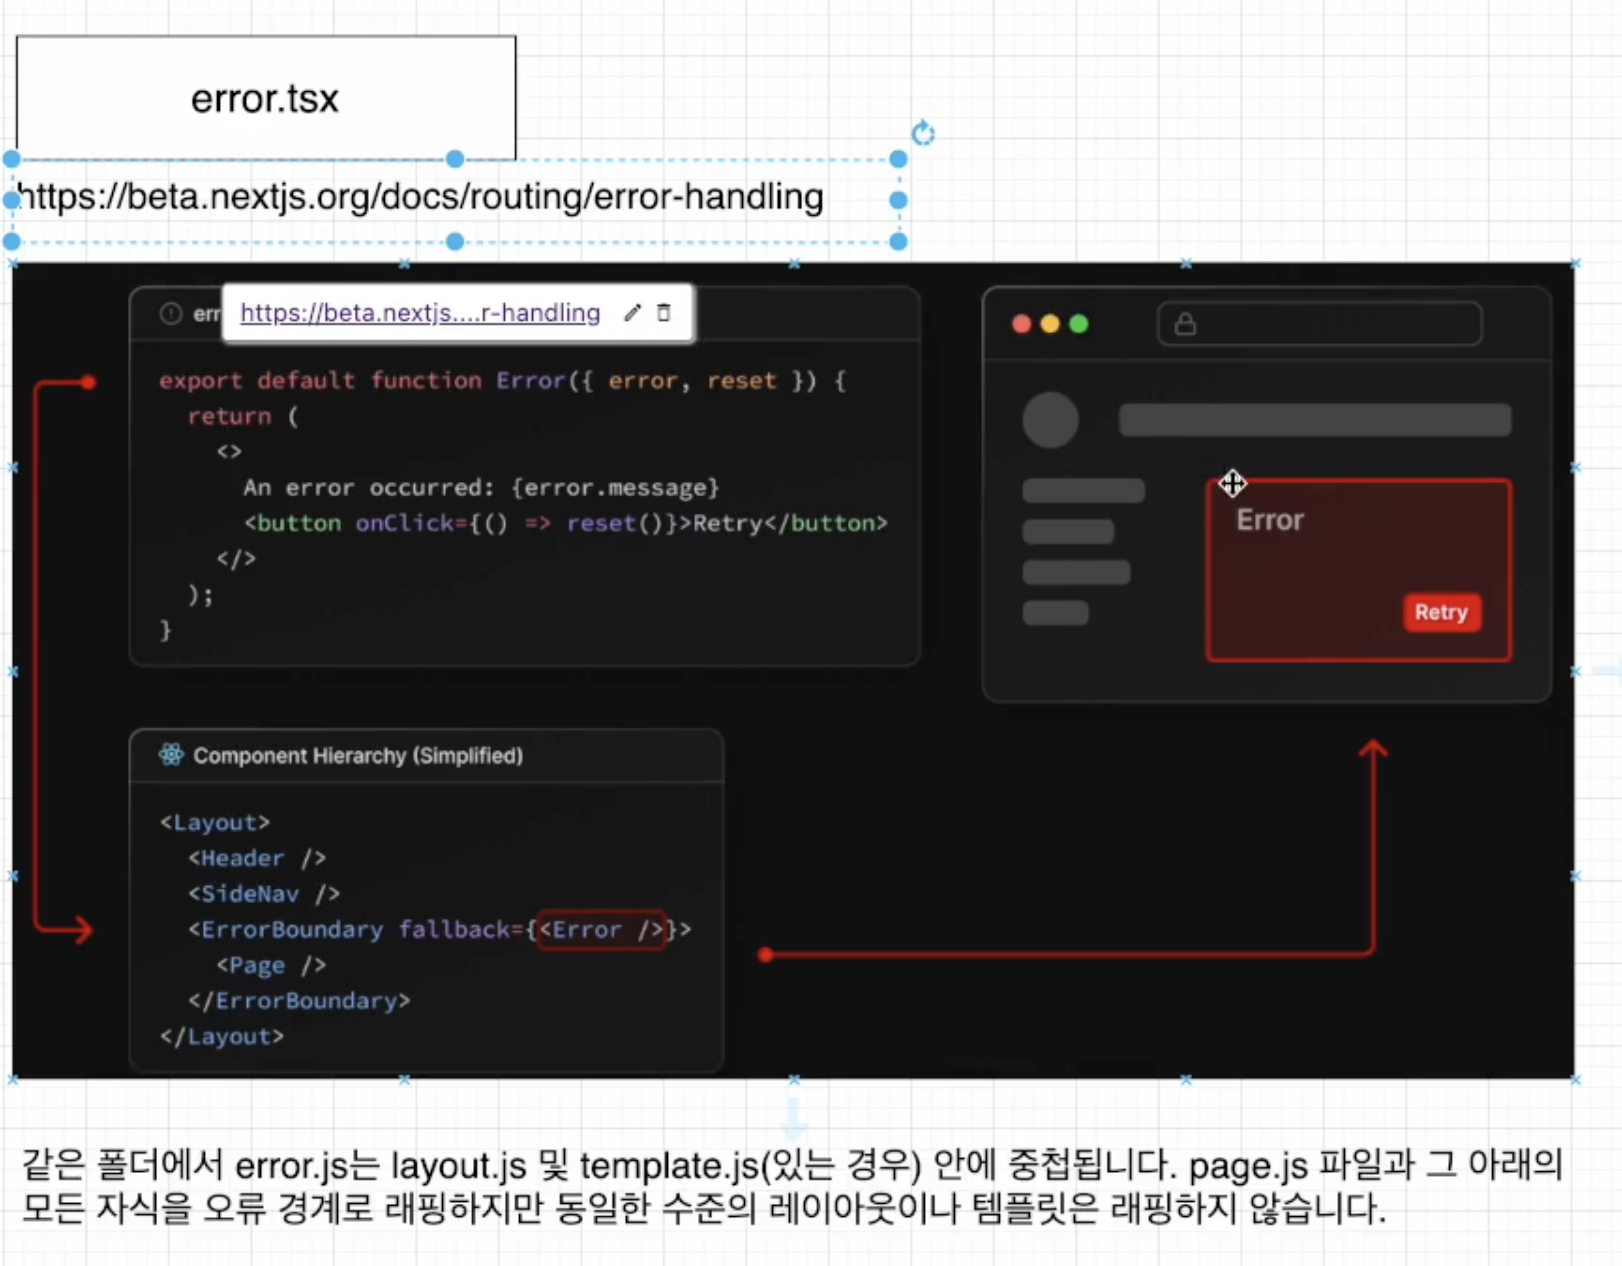 error.tsx
https://beta.nextjs.org/docs/routing/error-handling
https://beta.nextjs....r-handling
err
export default function Error({ error, reset }) {
return (
<>
An error occurred: {error.message}
<button onClick={() => reset()}>Retry</button>
</>
);
}
Error
Retry
Component Hierarchy (Simplified)
<Layout>
<Header />
<SideNav />
<ErrorBoundary fallback={<Error />}>
<Page />
</ErrorBoundary>
</Layout>
같은 폴더에서 error.js는 layout.js 및 template.js(있는 경우) 안에 중첩됩니다. page.js 파일과 그 아래의
모든 자식을 오류 경계로 래핑하지만 동일한 수준의 레이아웃이나 템플릿은 래핑하지 않습니다.